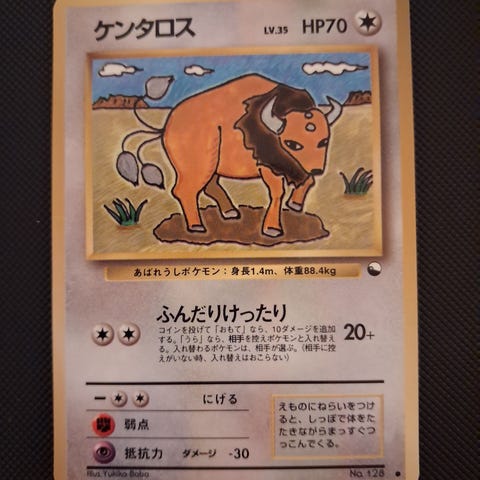 ケンタロス LV.35 HP70
あばれうしポケモン：身長1.4m、体重88.4kg
ふんだりけったり
コインを投げて「おもて」なら、10ダメージを追加
する。「うら」なら、相手を控えポケモンと入れ替え
る。入れ替わるポケモンは、相手が選ぶ。（相手に控
えがいない時、入れ替えはおこらない）
20+
にげる
弱点
抵抗力 ダメージ -30
えものにねらいをつけ
ると、しっぽで体をた
たきながらまっすぐつ
っこんでくる。
Illus. Yukiko Baba
No. 128